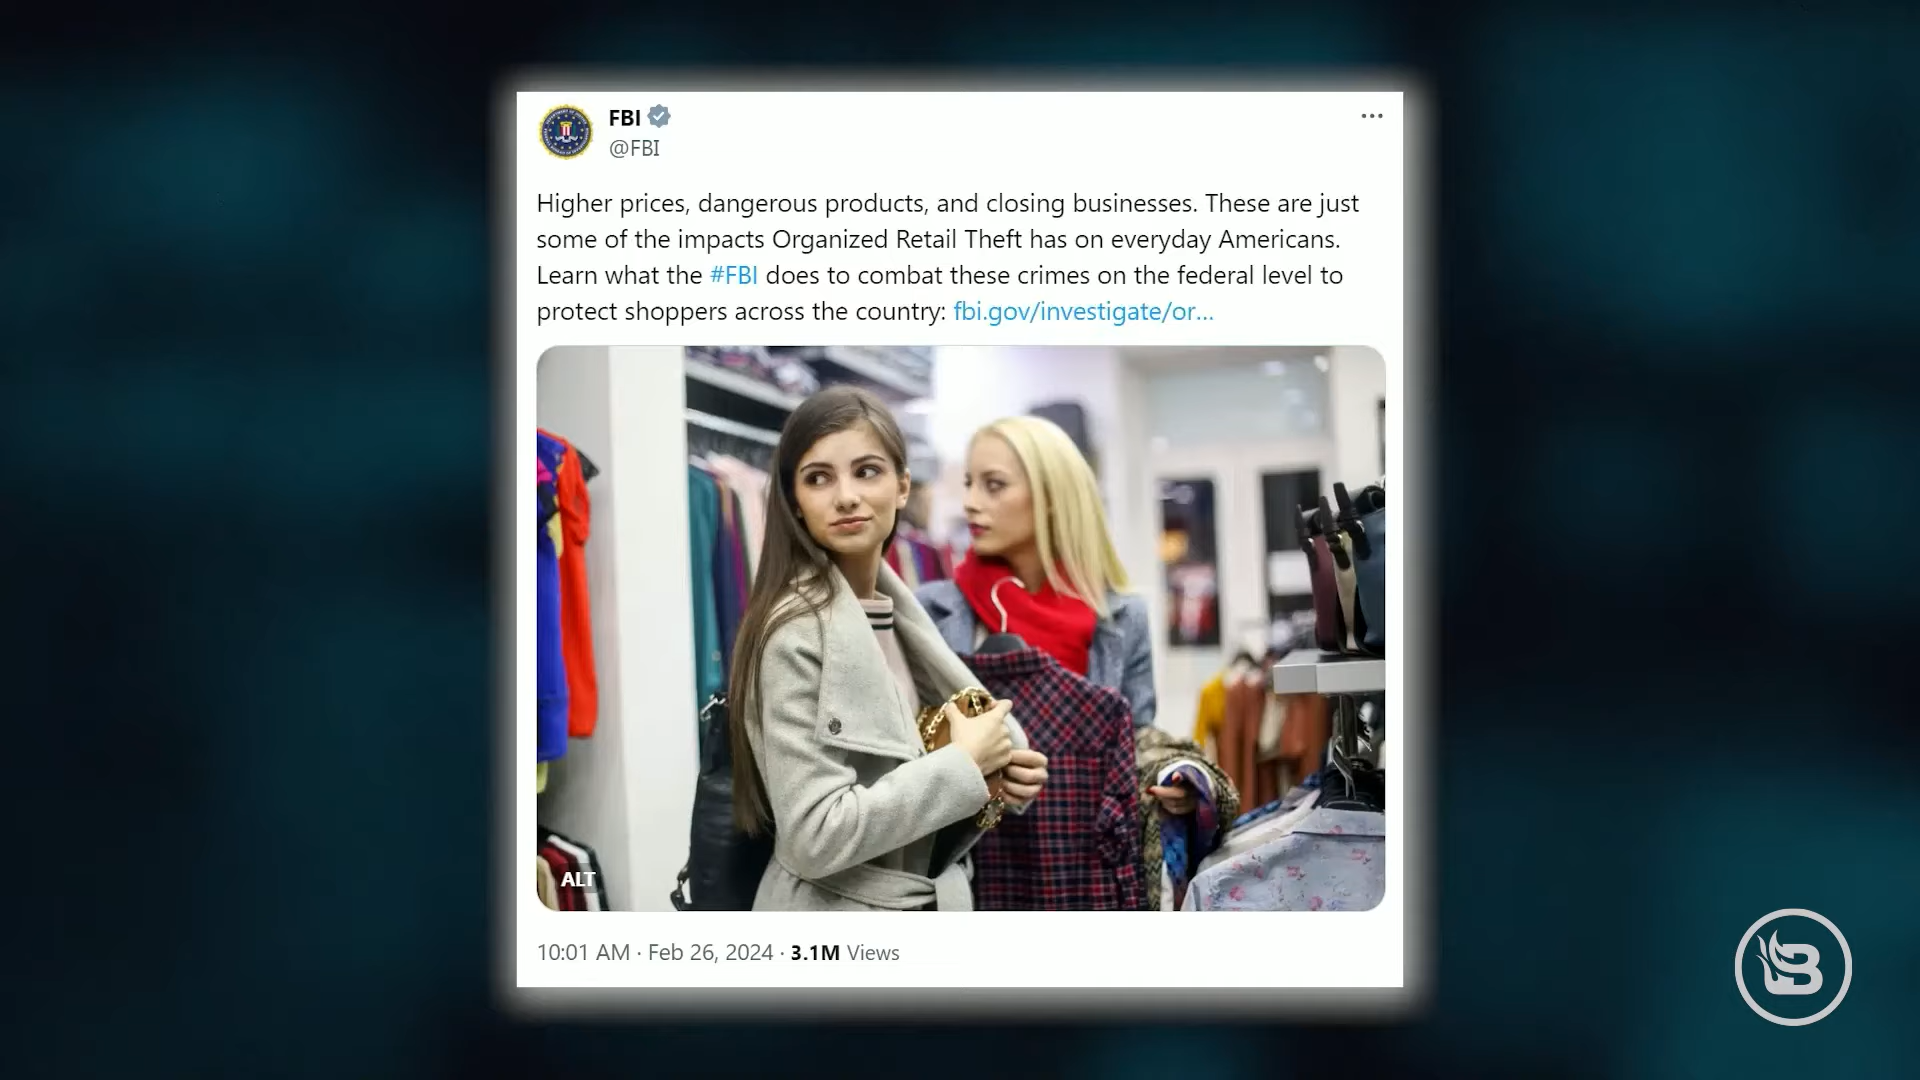 FBI
@FBI
Higher prices, dangerous products, and closing businesses. These are just
some of the impacts Organized Retail Theft has on everyday Americans.
Learn what the #FBI does to combat these crimes on the federal level to
protect shoppers across the country: fbi.gov/investigate/or...
ALT
10:01 AM · Feb 26, 2024 · 3.1M Views
B